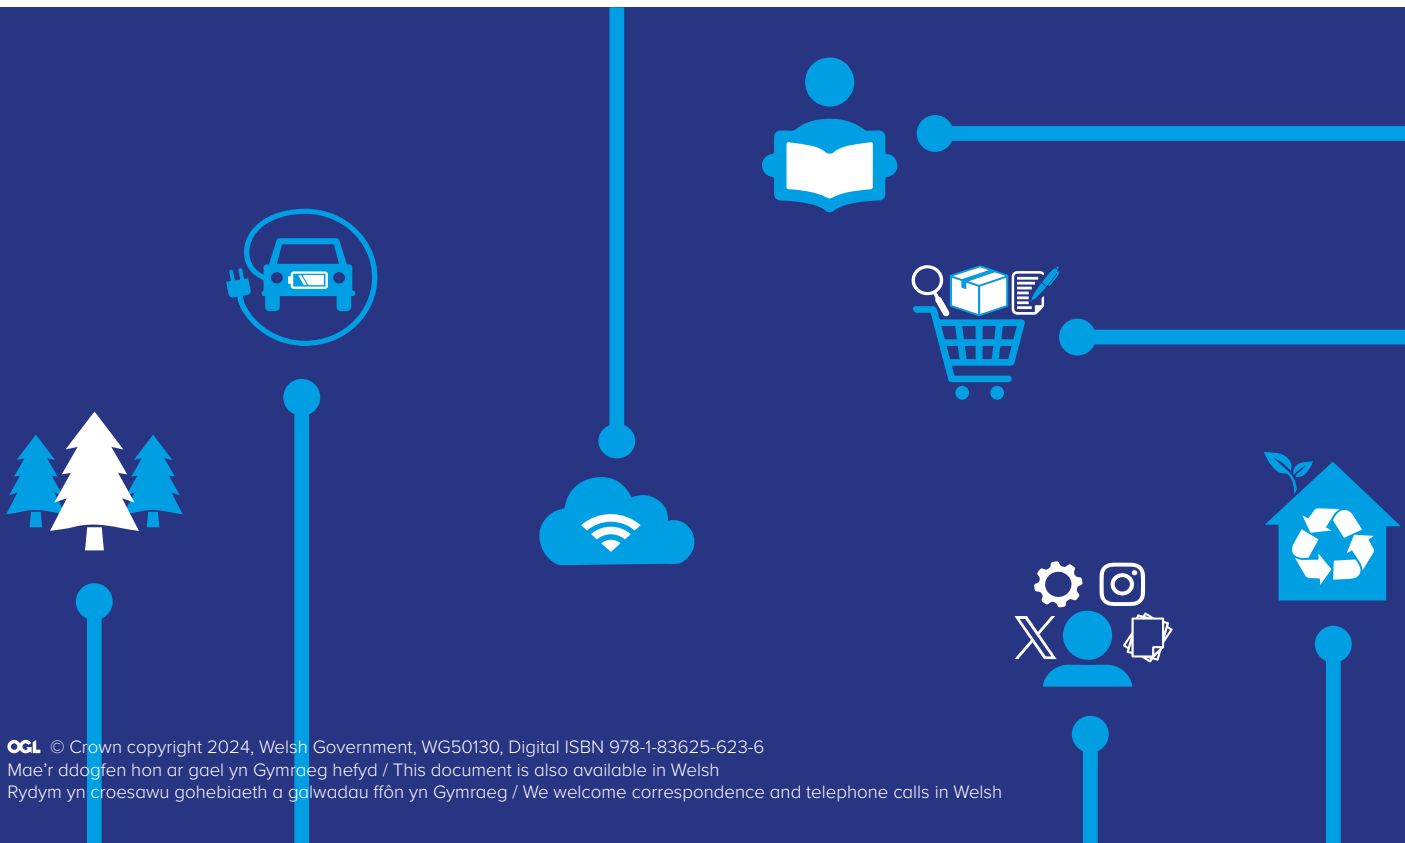 OGL © Crown copyright 2024, Welsh Government, WG50130, Digital ISBN 978-1-83625-623-6
Mae'r ddogfen hon ar gael yn Gymraeg hefyd / This document is also available in Welsh
Rydym yn croesawu gohebiaeth a galwadau ffôn yn Gymraeg / We welcome correspondence and telephone calls in Welsh